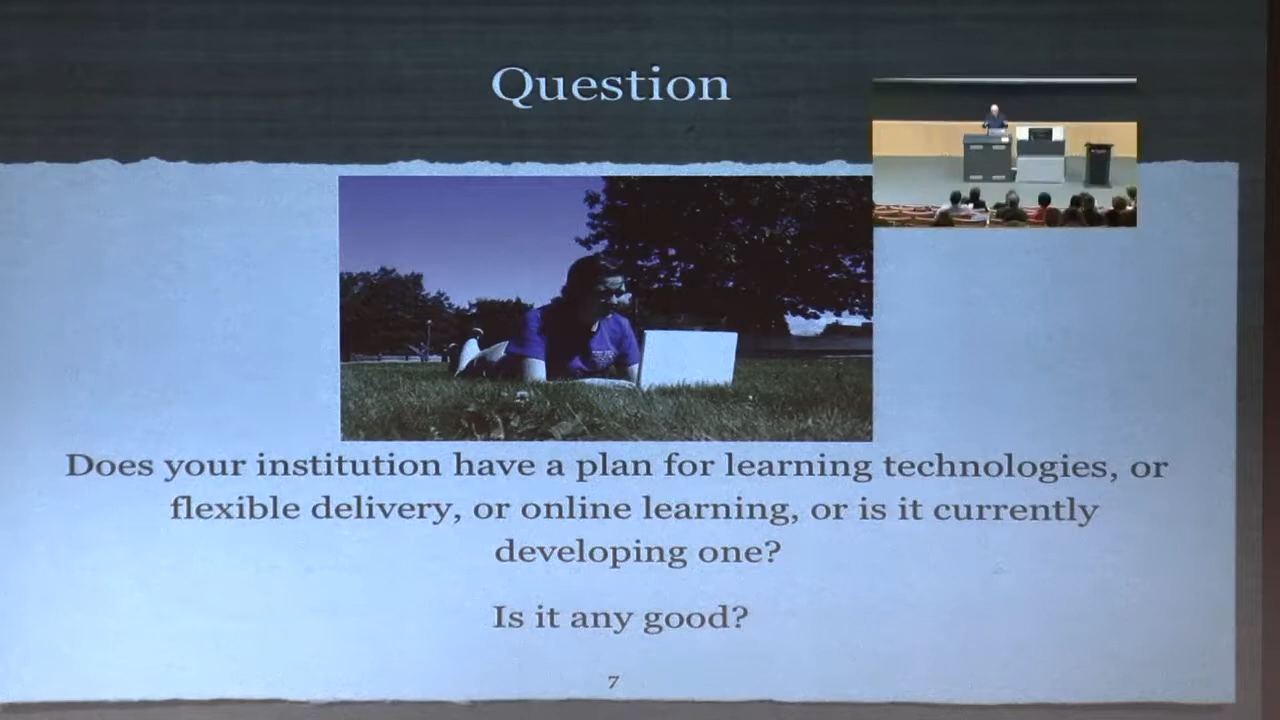 Question
Does your institution have a plan for learning technologies, or
flexible delivery, or online learning, or is it currently
developing one?
Is it any good?
7